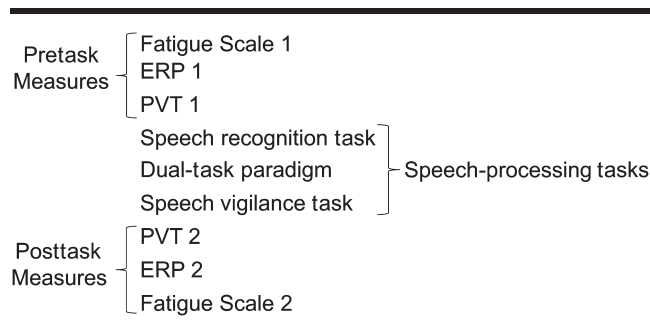 Pretask
Measures
Fatigue Scale 1
ERP 1
PVT 1
Speech recognition task
Dual-task paradigm
Speech vigilance task
Speech-processing tasks
Posttask
Measures
PVT 2
ERP 2
Fatigue Scale 2